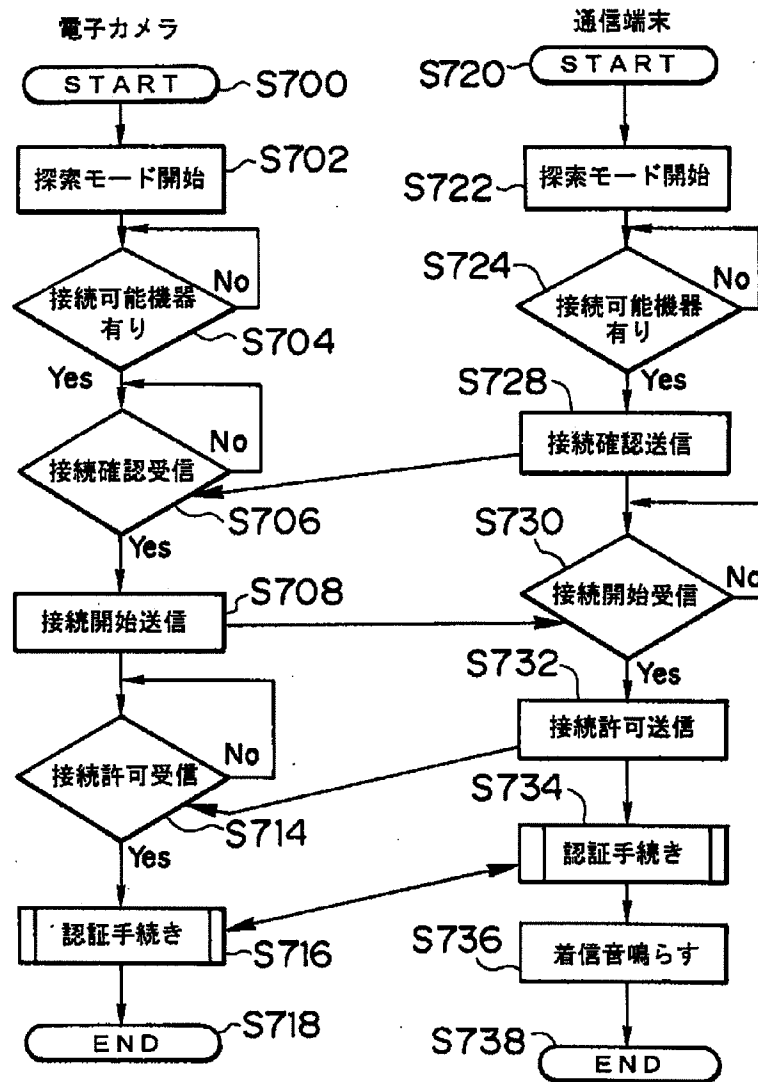 電子カメラ
START
S700
探索モード開始
S702
接続可能機器
有り
No
S704
Yes
接続確認受信
No
S706
Yes
接続開始送信
S708
接続許可受信
No
S714
Yes
認証手続き
S716
END
S718
通信端末
START
S720
探索モード開始
S722
S724
接続可能機器
有り
No
Yes
S728
接続確認送信
S730
接続開始受信
No
Yes
S732
接続許可送信
S734
認証手続き
S736
着信音鳴らす
S738
END